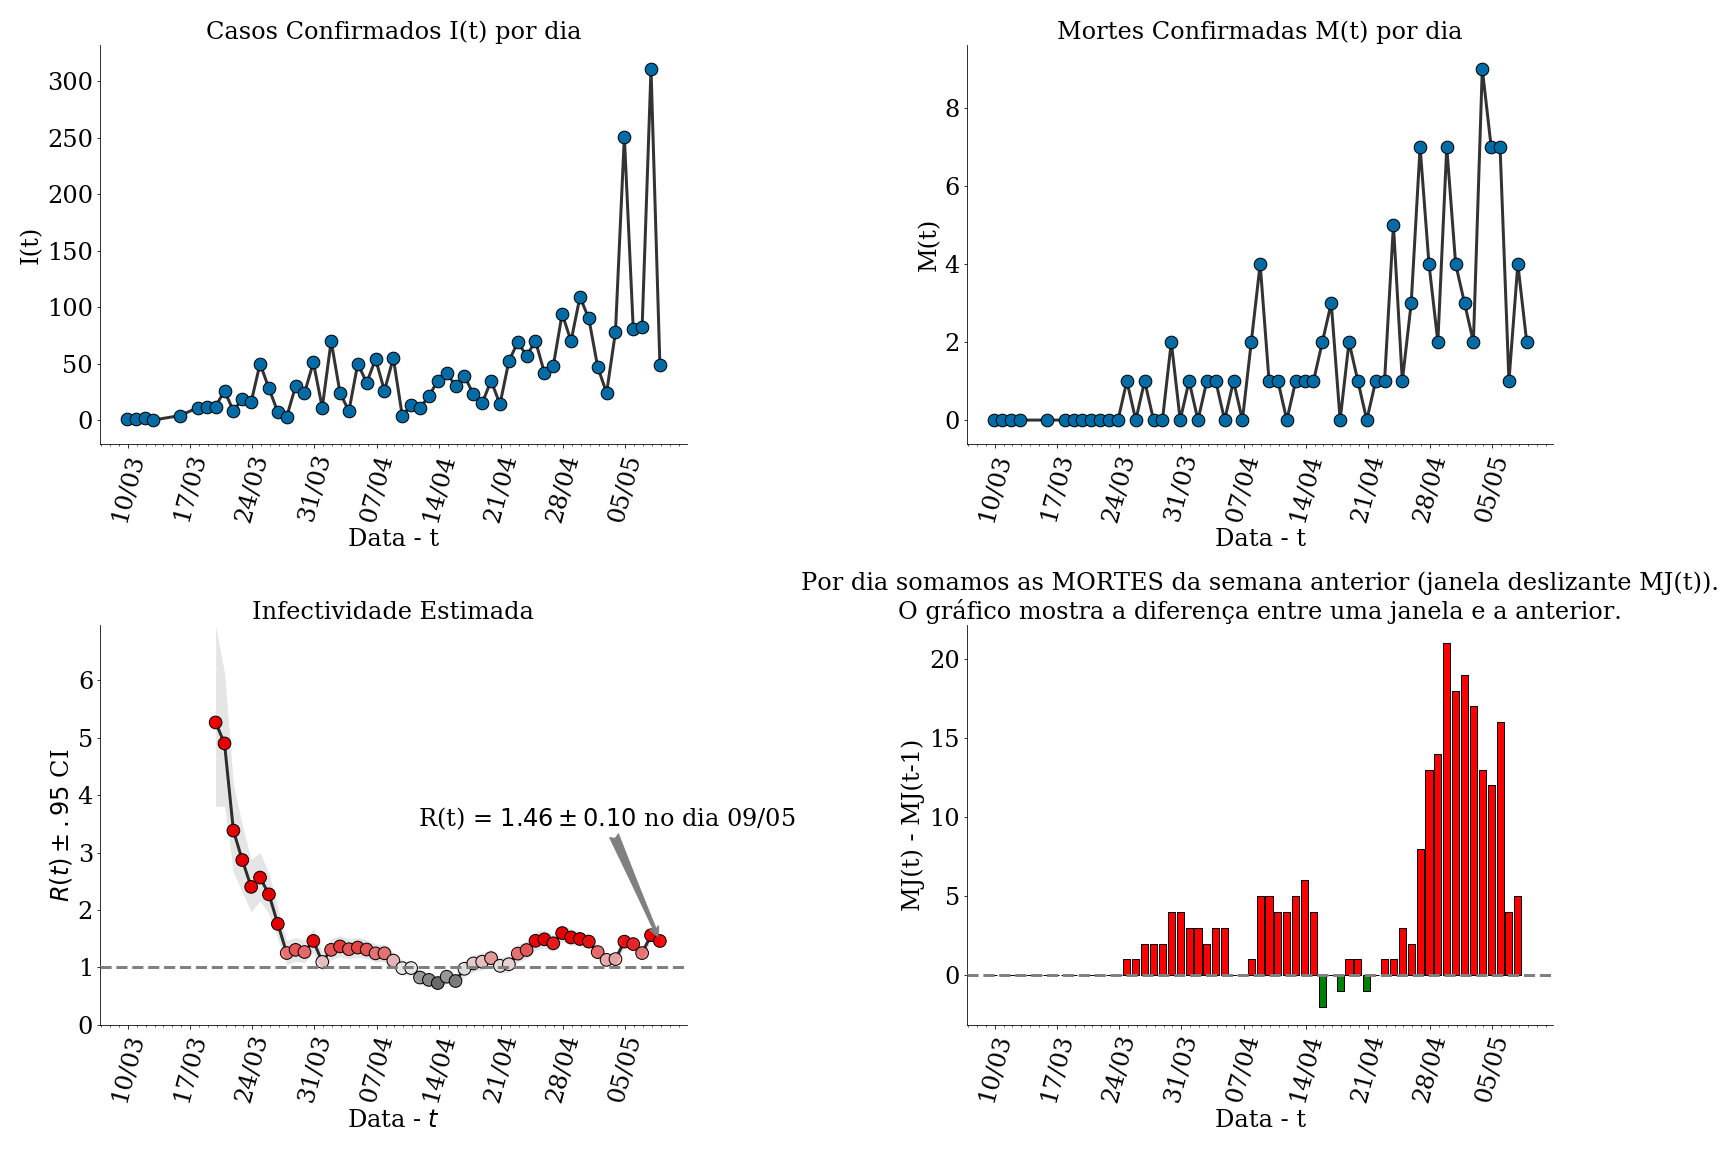 Casos Confirmados I(t) por dia
I(t)
300
250
200
150
100
50
0
10/03 17/03 24/03 31/03 07/04 14/04 21/04 28/04 05/05
Data - t
Mortes Confirmadas M(t) por dia
M(t)
8
6
4
2
0
10/03 17/03 24/03 31/03 07/04 14/04 21/04 28/04 05/05
Data - t
Infectividade Estimada
R(t) ± .95 CI
6
5
4
3
2
1
0
R(t) = 1.46 ± 0.10 no dia 09/05
10/03 17/03 24/03 31/03 07/04 14/04 21/04 28/04 05/05
Data - t
Por dia somamos as MORTES da semana anterior (janela deslizante MJ(t)).
O gráfico mostra a diferença entre uma janela e a anterior.
MJ(t) - MJ(t-1)
20
15
10
5
0
10/03 17/03 24/03 31/03 07/04 14/04 21/04 28/04 05/05
Data - t